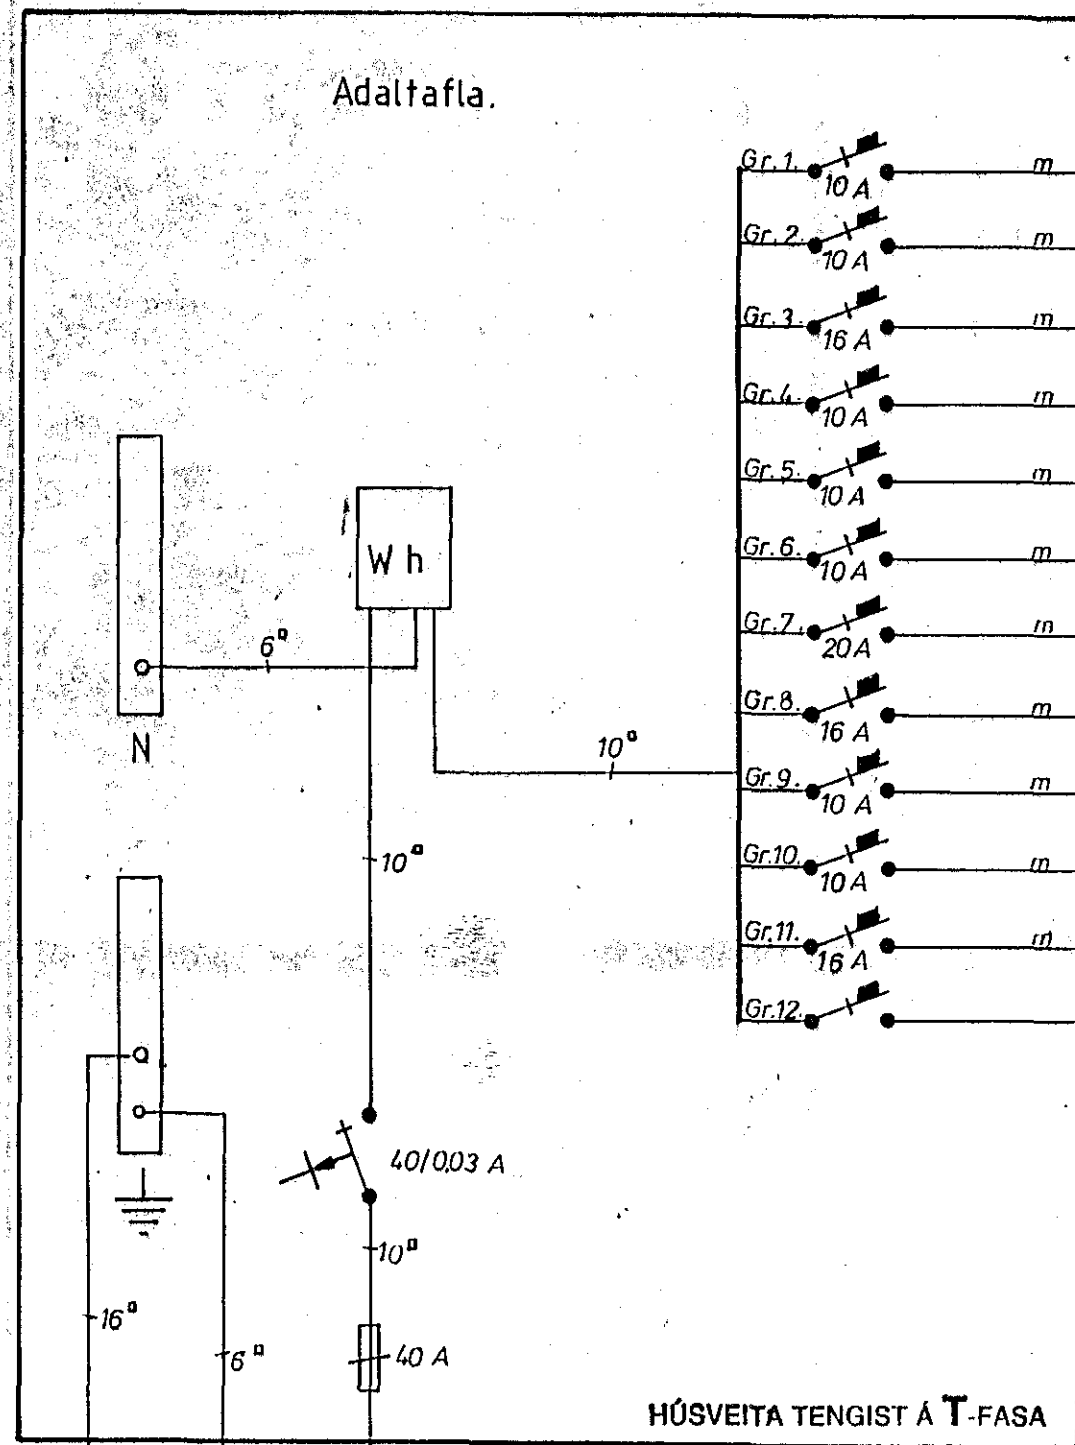 Adaltafla.
Gr.1. 10 A m
Gr.2. 10 A m
Gr.3. 16 A m
Gr.4. 10 A m
Gr.5. 10 A m
Gr.6. 10 A m
Gr.7. 20A m
Gr.8. 16 A m
Gr.9. 10 A m
Gr.10. 10 A m
Gr.11. 16 A m
Gr.12.
W h
6□
N
10□
10□
40/0,03 A
10□
16□
6□
40 A
HÚSVEITA TENGIST Á T-FASA